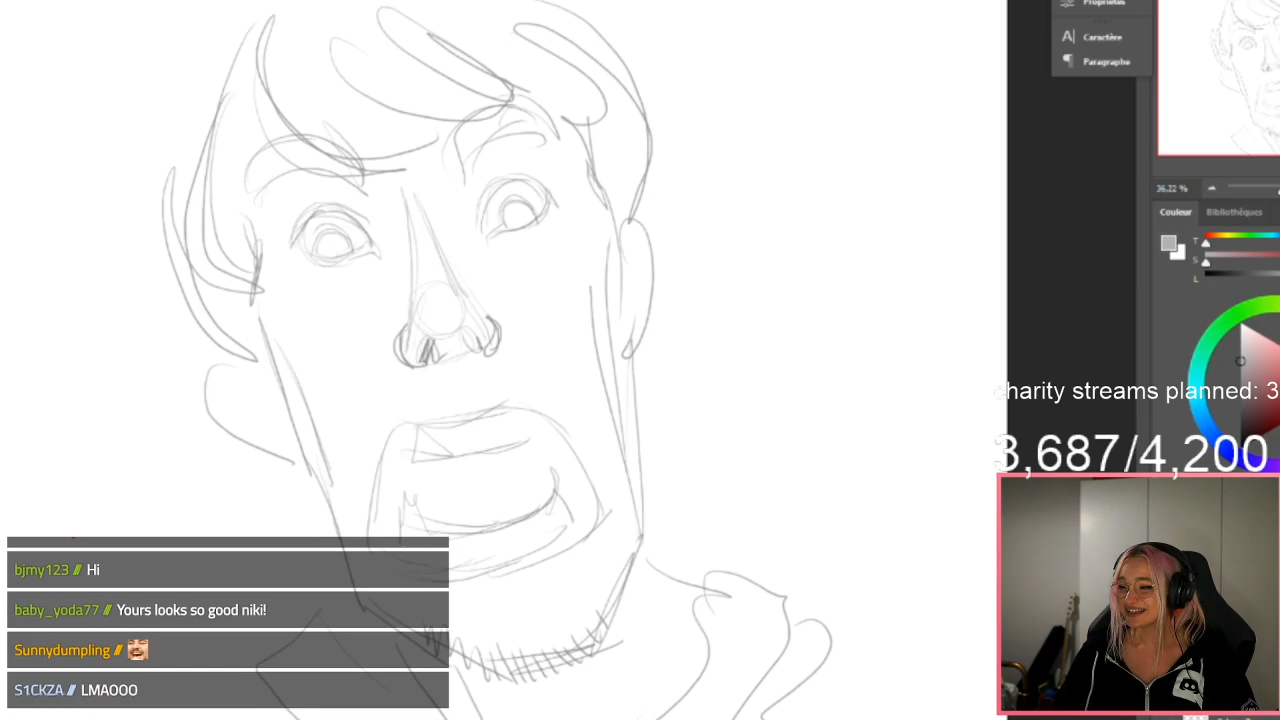 Propriétés
A| Caractère
¶ Paragraphe
36,22 %
Couleur Bibliothèques
T
S
L
charity streams planned: 3
3,687/4,200
bjmy123 // Hi
baby_yoda77 // Yours looks so good niki!
Sunnydumpling //
S1CKZA // LMAOOO